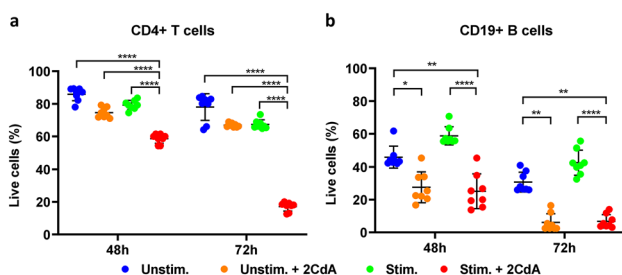 a
CD4+ T cells
****
****
****
****
****
****
Live cells (%)
100
80
60
40
20
0
48h
72h
b
CD19+ B cells
**
*
****
**
**
****
Live cells (%)
100
80
60
40
20
0
48h
72h
Unstim. Unstim. + 2CdA Stim. Stim. + 2CdA